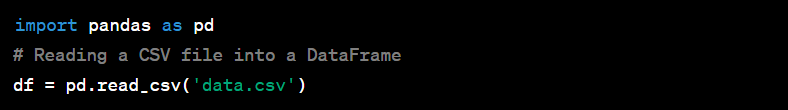 import pandas as pd
# Reading a CSV file into a DataFrame
df = pd.read_csv('data.csv')